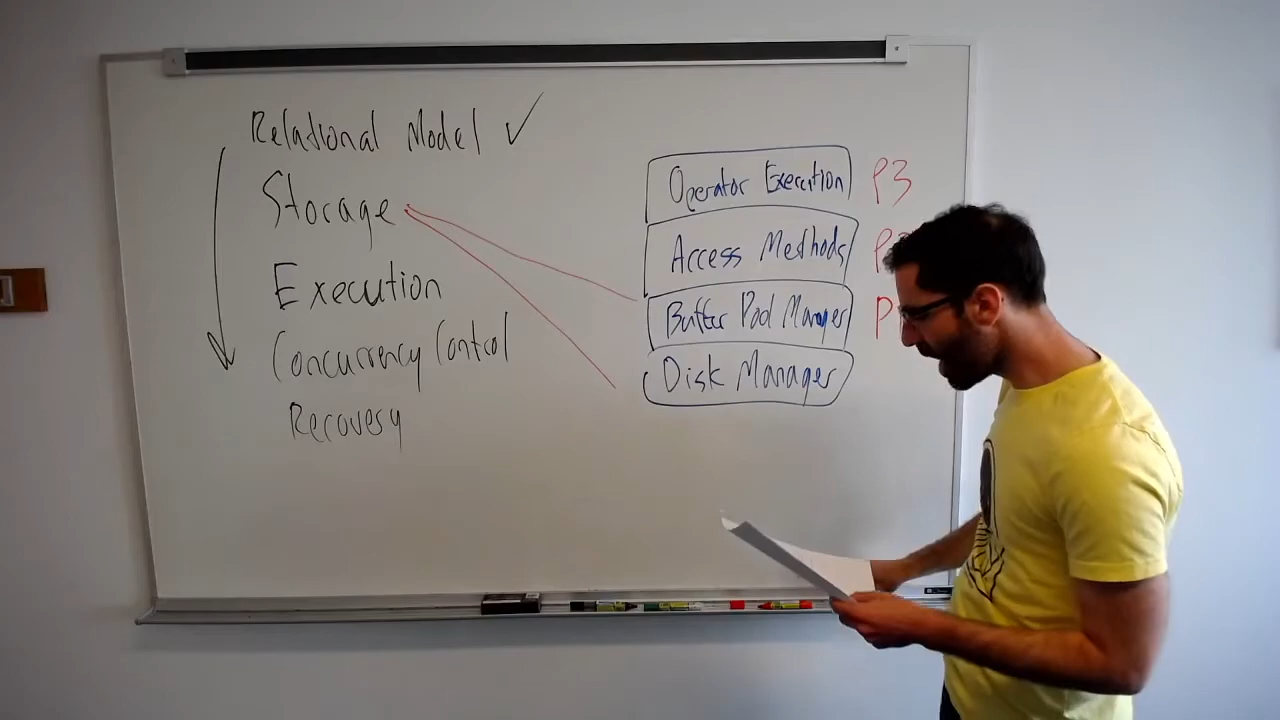 Relational Model ✓
Storage
Execution
Concurrency Control
Recovery
Operator Execution P3
Access Methods
Buffer Pool Manager
Disk Manager